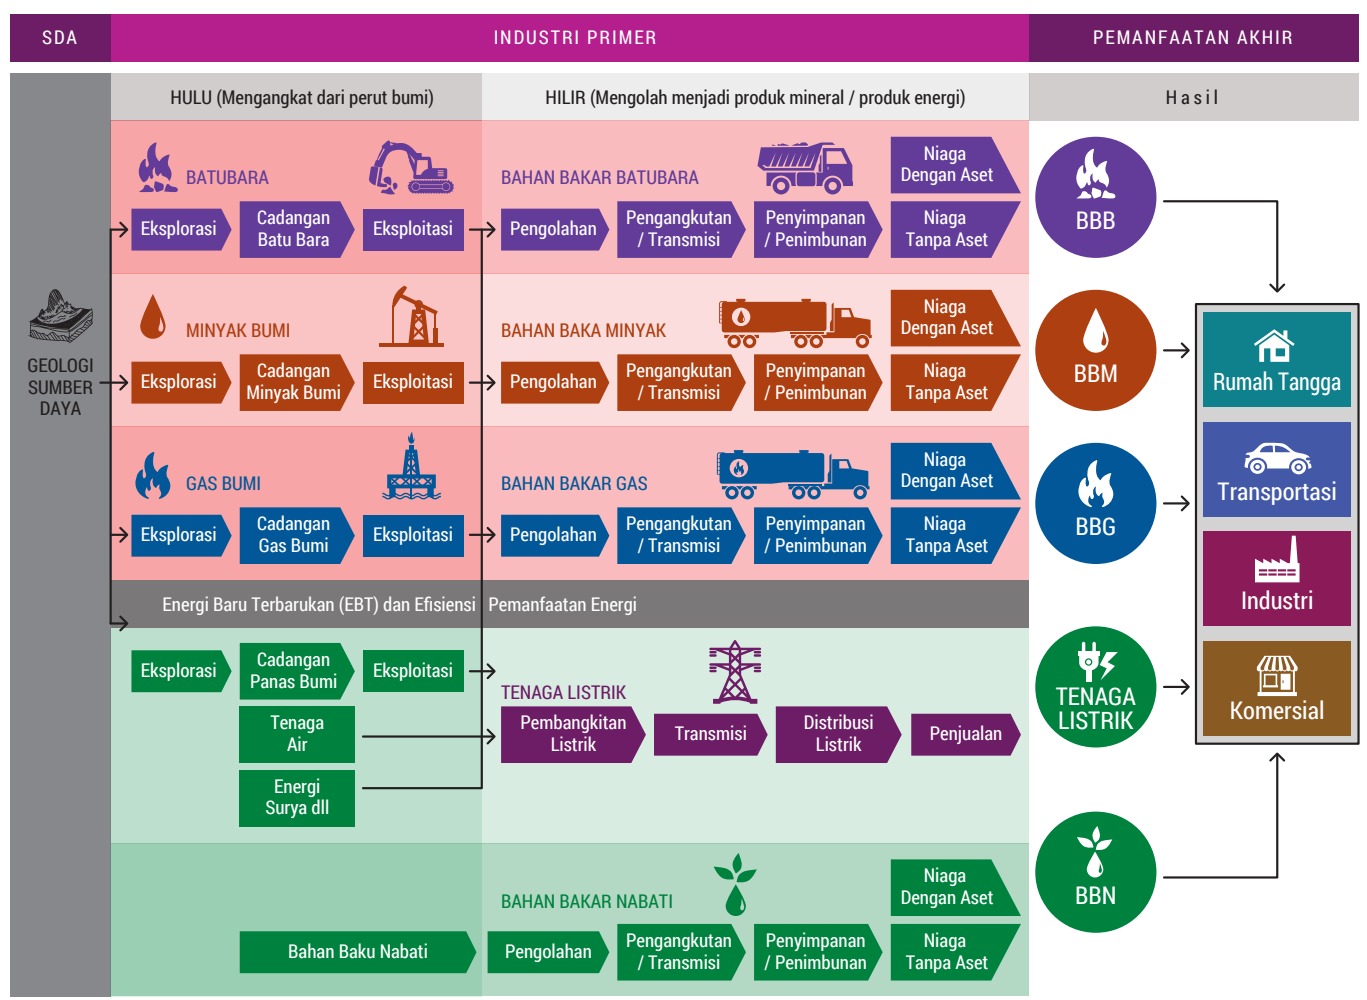 SDA
INDUSTRI PRIMER
PEMANFAATAN AKHIR
HULU (Mengangkat dari perut bumi)
HILIR (Mengolah menjadi produk mineral / produk energi)
Hasil
GEOLOGI
SUMBER
DAYA
BATUBARA
Eksplorasi
Cadangan
Batu Bara
Eksploitasi
BAHAN BAKAR BATUBARA
Pengolahan
Pengangkutan
/ Transmisi
Penyimpanan
/ Penimbunan
Niaga
Dengan Aset
Niaga
Tanpa Aset
BBB
MINYAK BUMI
Eksplorasi
Cadangan
Minyak Bumi
Eksploitasi
BAHAN BAKA MINYAK
Pengolahan
Pengangkutan
/ Transmisi
Penyimpanan
/ Penimbunan
Niaga
Dengan Aset
Niaga
Tanpa Aset
BBM
GAS BUMI
Eksplorasi
Cadangan
Gas Bumi
Eksploitasi
BAHAN BAKAR GAS
Pengolahan
Pengangkutan
/ Transmisi
Penyimpanan
/ Penimbunan
Niaga
Dengan Aset
Niaga
Tanpa Aset
BBG
Energi Baru Terbarukan (EBT) dan Efisiensi Pemanfaatan Energi
Eksplorasi
Cadangan
Panas Bumi
Eksploitasi
Tenaga
Air
Energi
Surya dll
TENAGA LISTRIK
Pembangkitan
Listrik
Transmisi
Distribusi
Listrik
Penjualan
TENAGA
LISTRIK
Bahan Baku Nabati
BAHAN BAKAR NABATI
Pengolahan
Pengangkutan
/ Transmisi
Penyimpanan
/ Penimbunan
Niaga
Dengan Aset
Niaga
Tanpa Aset
BBN
Rumah Tangga
Transportasi
Industri
Komersial